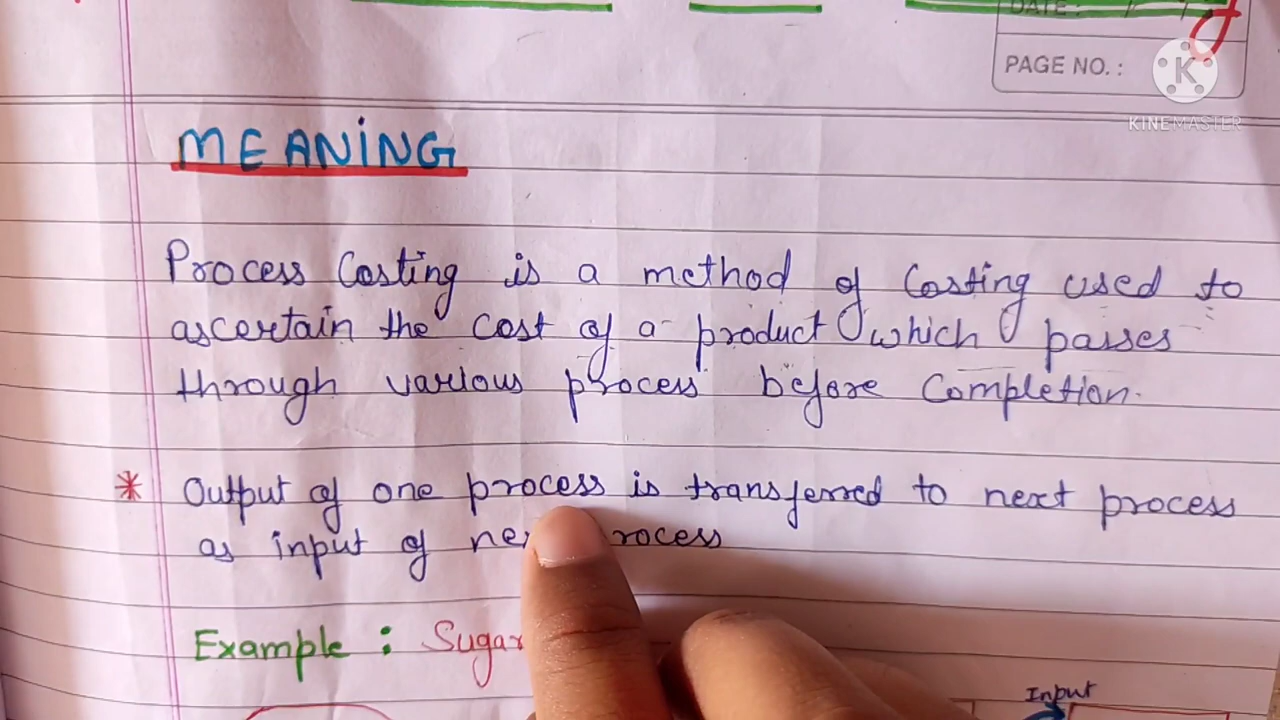 DATE :
PAGE NO. :
K
KINEMASTER
MEANING
Process Costing is a method of Costing used to
ascertain the cost of a product which passes
through various process before Completion.
* Output of one process is transferred to next process
as input of rocess
Example : Sugar
Input